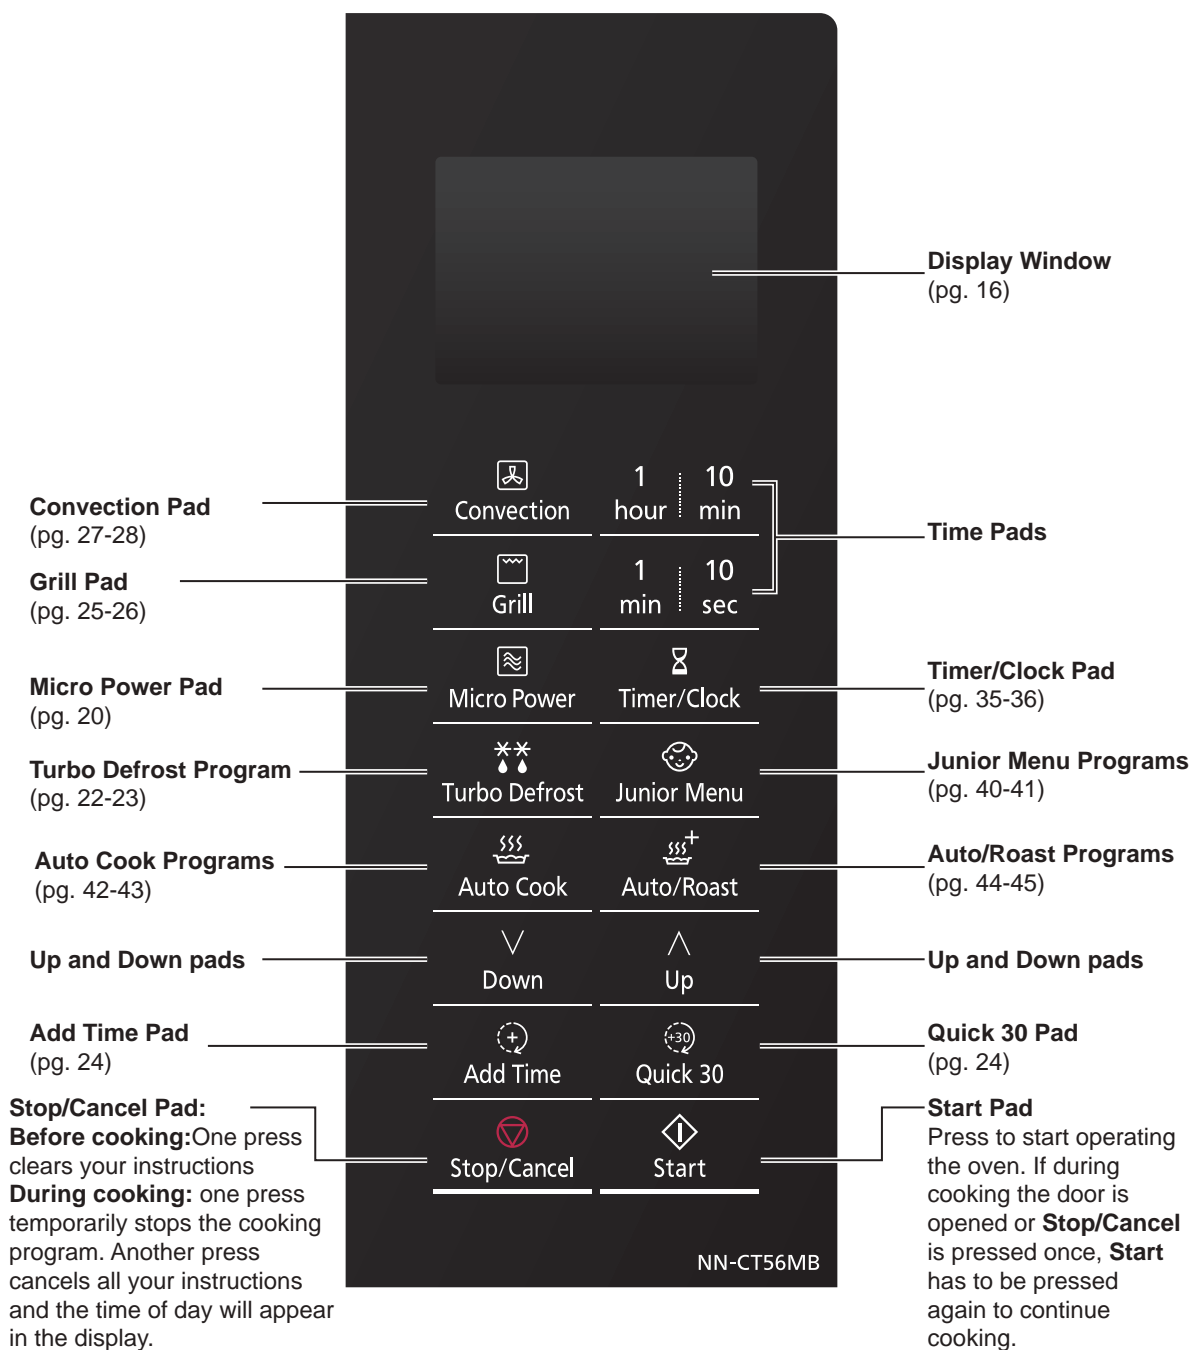 Display Window
(pg. 16)
Convection Pad
(pg. 27-28)
Grill Pad
(pg. 25-26)
Micro Power Pad
(pg. 20)
Turbo Defrost Program
(pg. 22-23)
Auto Cook Programs
(pg. 42-43)
Up and Down pads
Add Time Pad
(pg. 24)
Stop/Cancel Pad:
Before cooking:One press
clears your instructions
During cooking: one press
temporarily stops the cooking
program. Another press
cancels all your instructions
and the time of day will appear
in the display.
1 10
Convection hour min
1 10
Grill min sec
Micro Power Timer/Clock
Turbo Defrost Junior Menu
Auto Cook Auto/Roast
Down Up
+ +30
Add Time Quick 30
Stop/Cancel Start
NN-CT56MB
Time Pads
Timer/Clock Pad
(pg. 35-36)
Junior Menu Programs
(pg. 40-41)
Auto/Roast Programs
(pg. 44-45)
Up and Down pads
Quick 30 Pad
(pg. 24)
Start Pad
Press to start operating
the oven. If during
cooking the door is
opened or Stop/Cancel
is pressed once, Start
has to be pressed
again to continue
cooking.